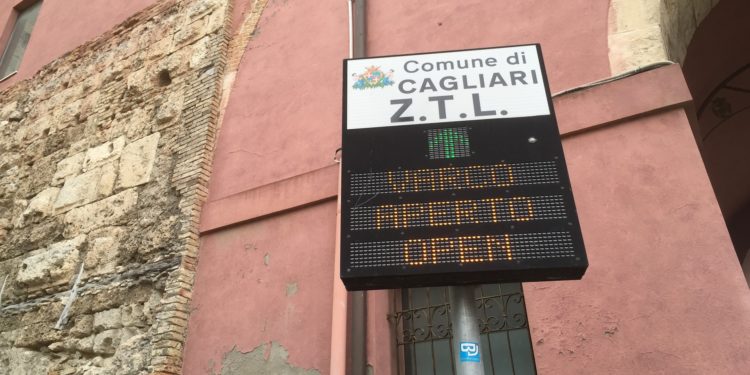 Comune di
CAGLIARI
Z.T.L.
VARCO
APERTO
OPEN